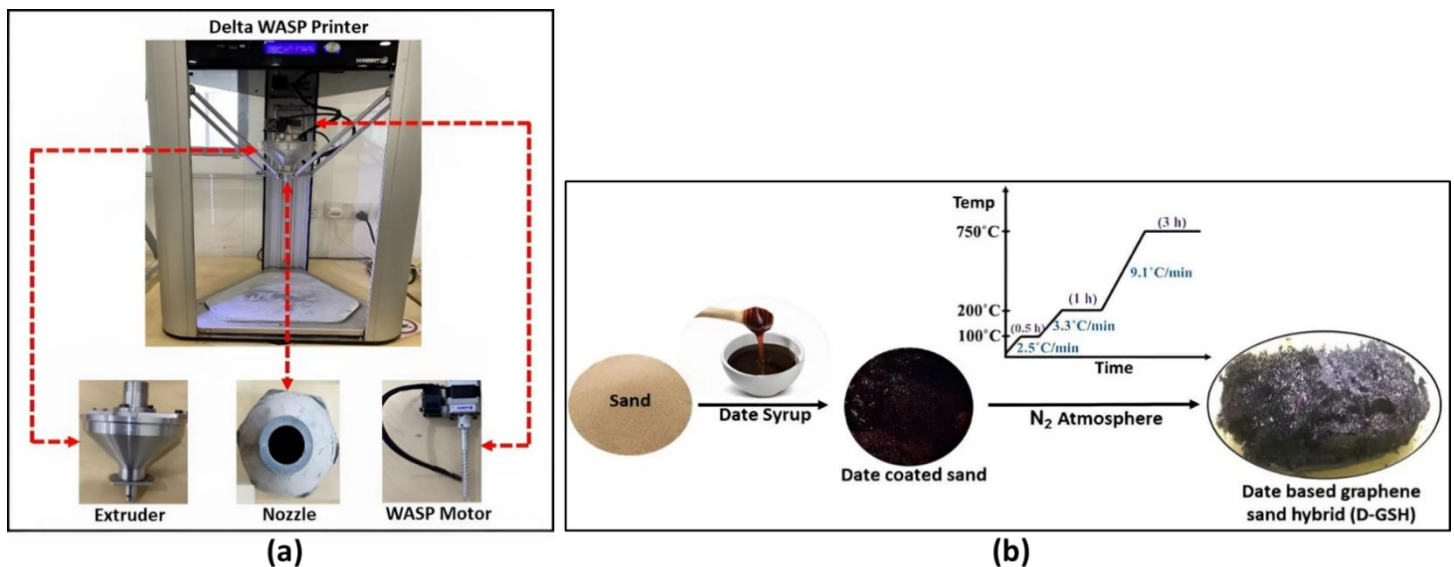 Delta WASP Printer
Extruder
Nozzle
WASP Motor
(a)
Temp
750°C
200°C
100°C
(3 h)
9.1°C/min
(1 h)
3.3°C/min
(0.5 h)
2.5°C/min
Time
Sand
Date Syrup
Date coated sand
N₂ Atmosphere
Date based graphene
sand hybrid (D-GSH)
(b)